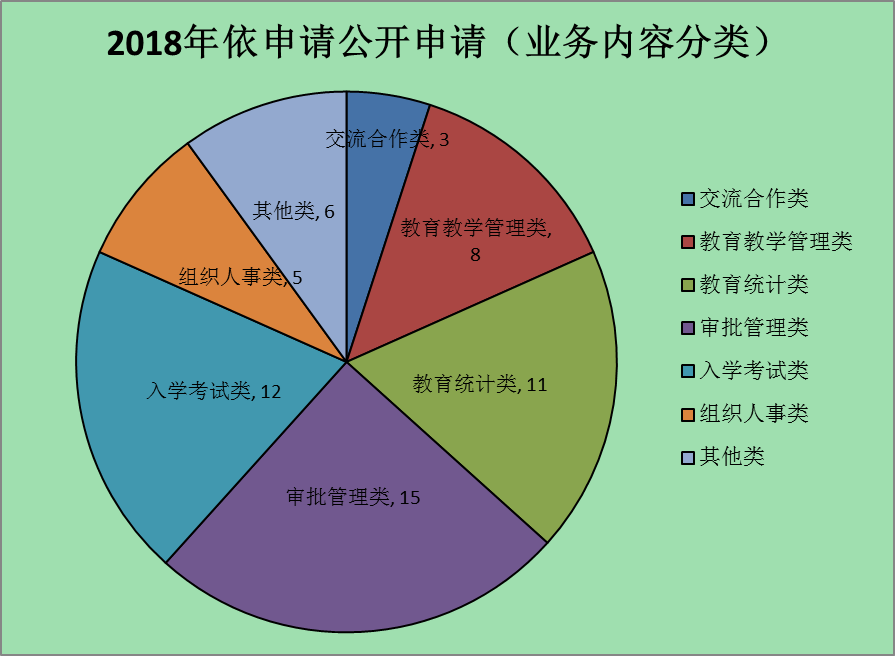 2018年依申请公开申请（业务内容分类）
交流合作类, 3
教育教学管理类,
8
教育统计类, 11
审批管理类, 15
入学考试类, 12
组织人事类, 5
其他类, 6
交流合作类
教育教学管理类
教育统计类
审批管理类
入学考试类
组织人事类
其他类